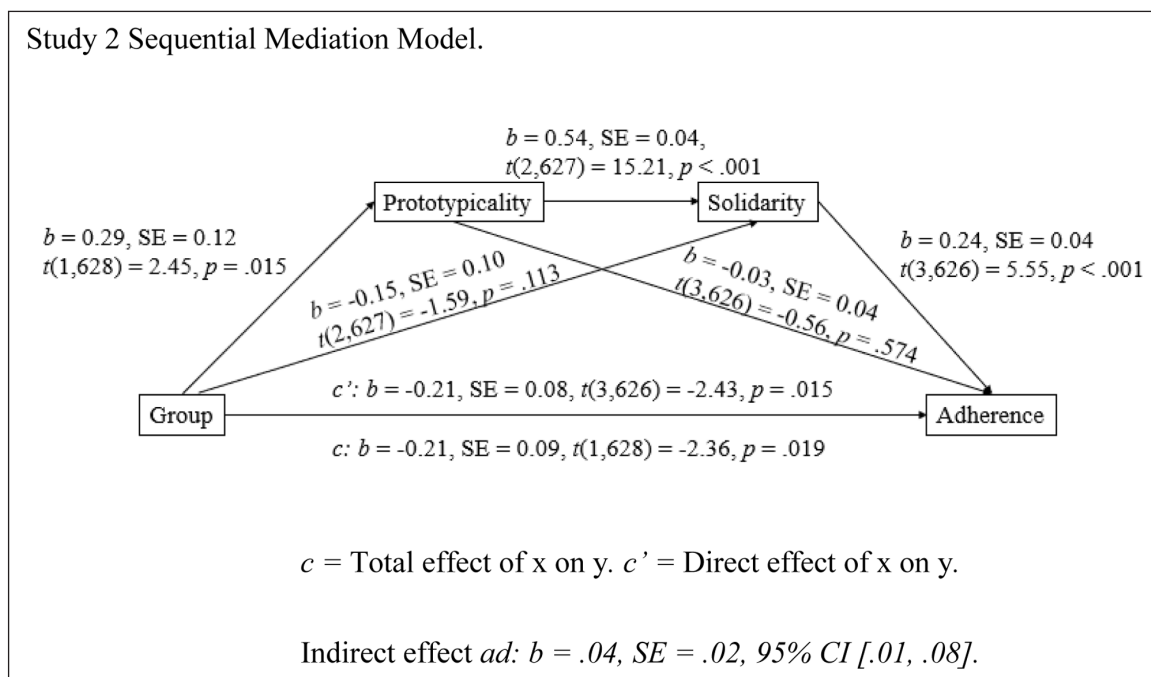 Study 2 Sequential Mediation Model.
b = 0.54, SE = 0.04,
t(2,627) = 15.21, p < .001
Prototypicality
Solidarity
b = 0.29, SE = 0.12
t(1,628) = 2.45, p = .015
b = 0.24, SE = 0.04
t(3,626) = 5.55, p < .001
b = -0.15, SE = 0.10
t(2,627) = -1.59, p = .113
b = -0.03, SE = 0.04
t(3,626) = -0.56, p = .574
Group
c’: b = -0.21, SE = 0.08, t(3,626) = -2.43, p = .015
Adherence
c: b = -0.21, SE = 0.09, t(1,628) = -2.36, p = .019
c = Total effect of x on y. c’ = Direct effect of x on y.
Indirect effect ad: b = .04, SE = .02, 95% CI [.01, .08].